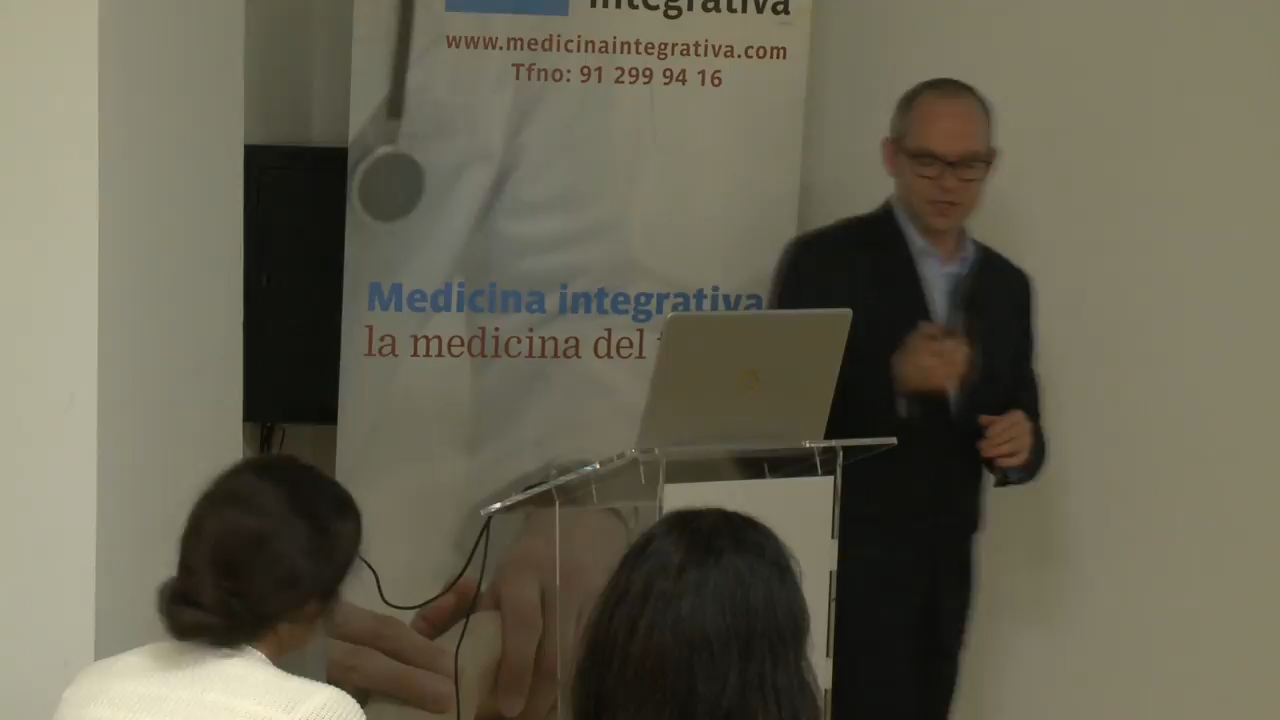 integrativa
www.medicinaintegrativa.com
Tfno: 91 299 94 16
Medicina integrativa
la medicina del